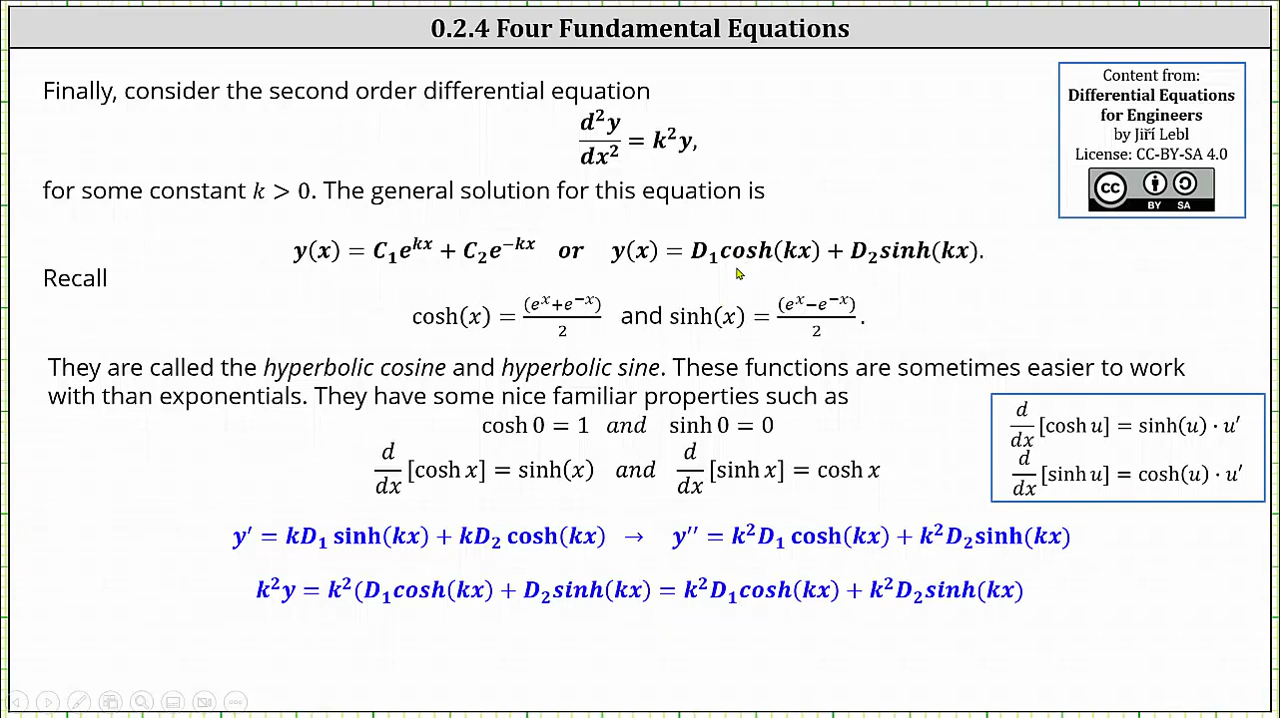 0.2.4 Four Fundamental Equations
Finally, consider the second order differential equation
d²y/dx² = k²y,
for some constant k > 0. The general solution for this equation is
y(x) = C₁eᵏˣ + C₂e⁻ᵏˣ or y(x) = D₁cosh(kx) + D₂sinh(kx).
Recall
cosh(x) = (eˣ+e⁻ˣ)/2 and sinh(x) = (eˣ−e⁻ˣ)/2.
They are called the hyperbolic cosine and hyperbolic sine. These functions are sometimes easier to work
with than exponentials. They have some nice familiar properties such as
cosh 0 = 1 and sinh 0 = 0
d/dx [cosh x] = sinh(x) and d/dx [sinh x] = cosh x
y′ = kD₁ sinh(kx) + kD₂ cosh(kx) → y′′ = k²D₁ cosh(kx) + k²D₂sinh(kx)
k²y = k²(D₁cosh(kx) + D₂sinh(kx) = k²D₁cosh(kx) + k²D₂sinh(kx)
Content from:
Differential Equations
for Engineers
by Jiří Lebl
License: CC-BY-SA 4.0
cc
BY SA
d/dx [cosh u] = sinh(u) · u′
d/dx [sinh u] = cosh(u) · u′